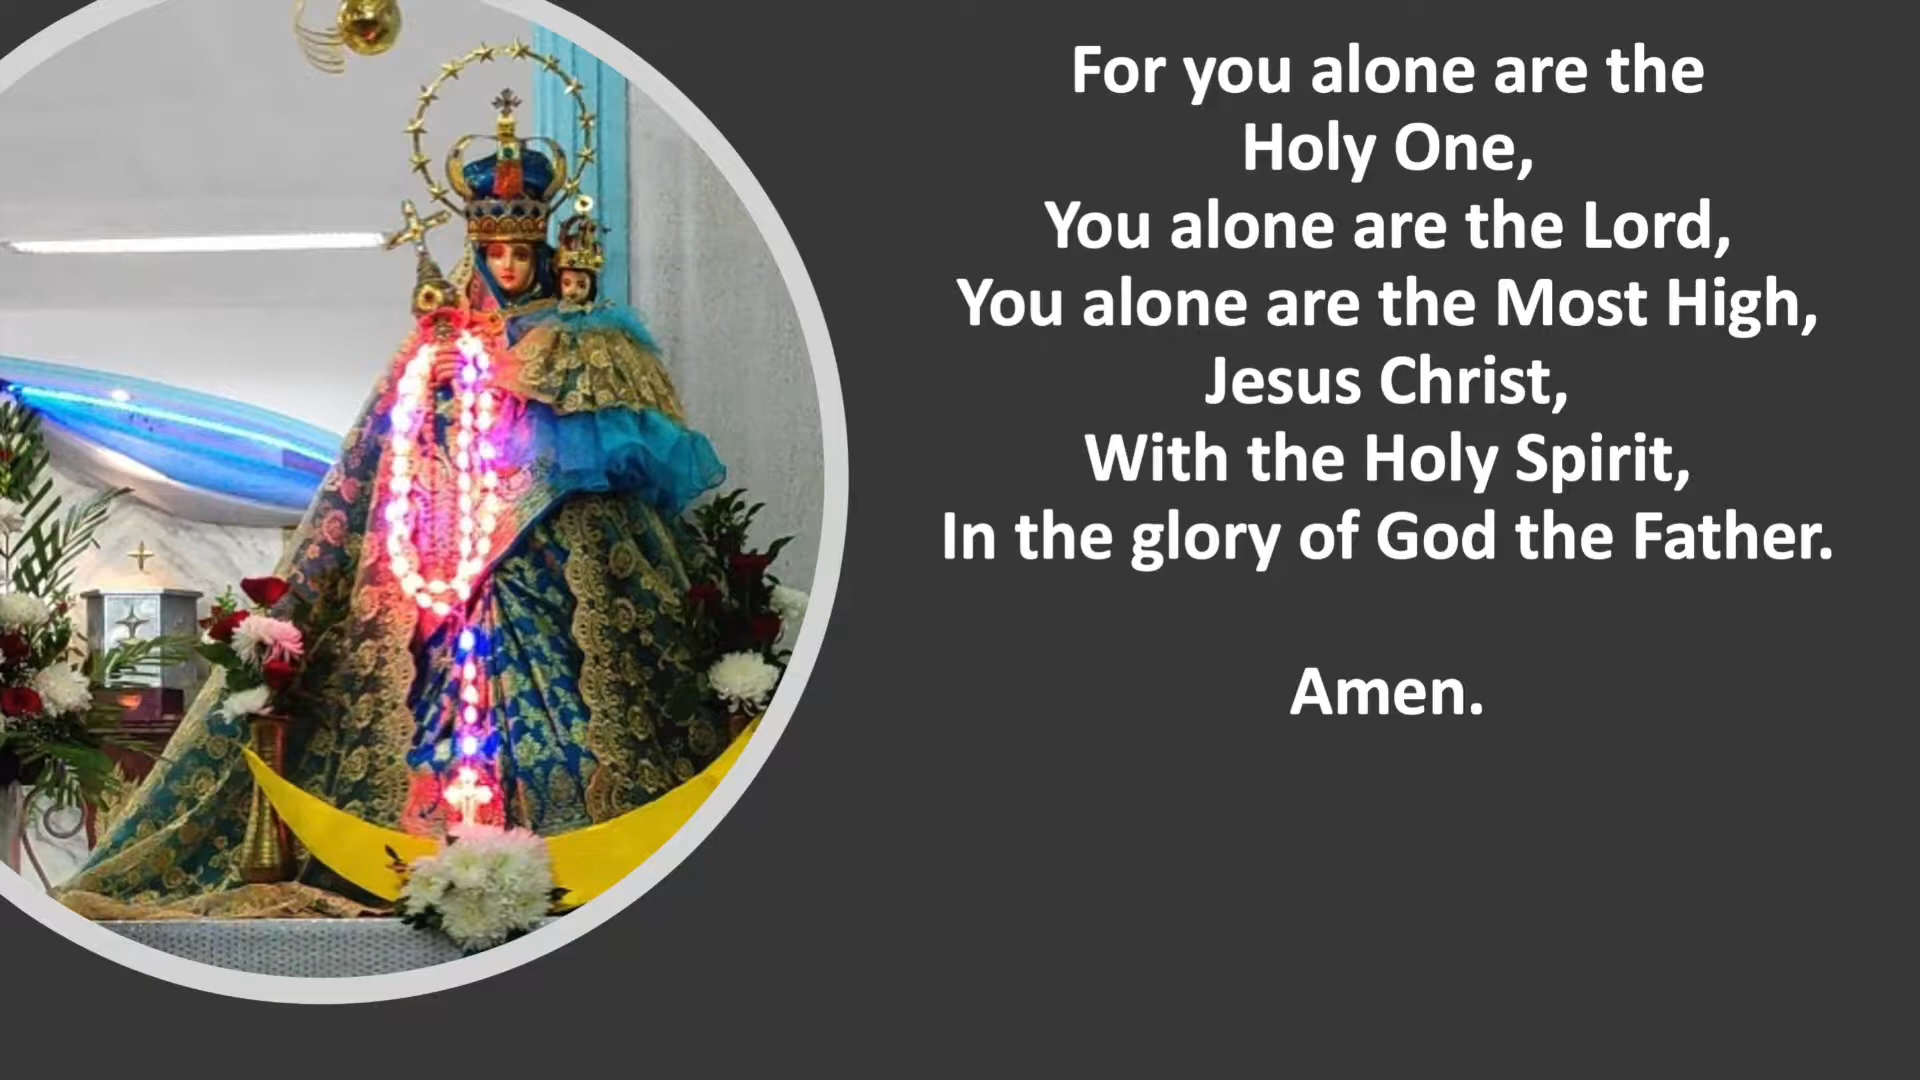 For you alone are the
Holy One,
You alone are the Lord,
You alone are the Most High,
Jesus Christ,
With the Holy Spirit,
In the glory of God the Father.
Amen.